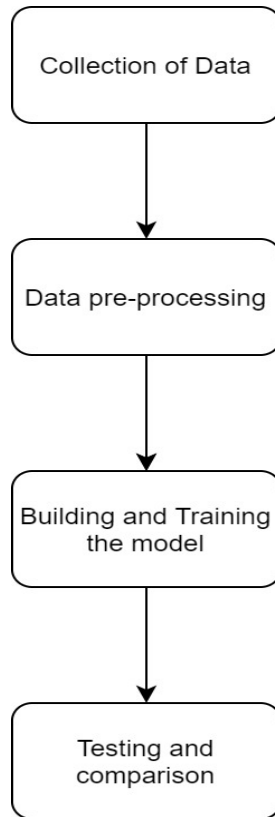 Collection of Data
Data pre-processing
Building and Training
the model
Testing and
comparison